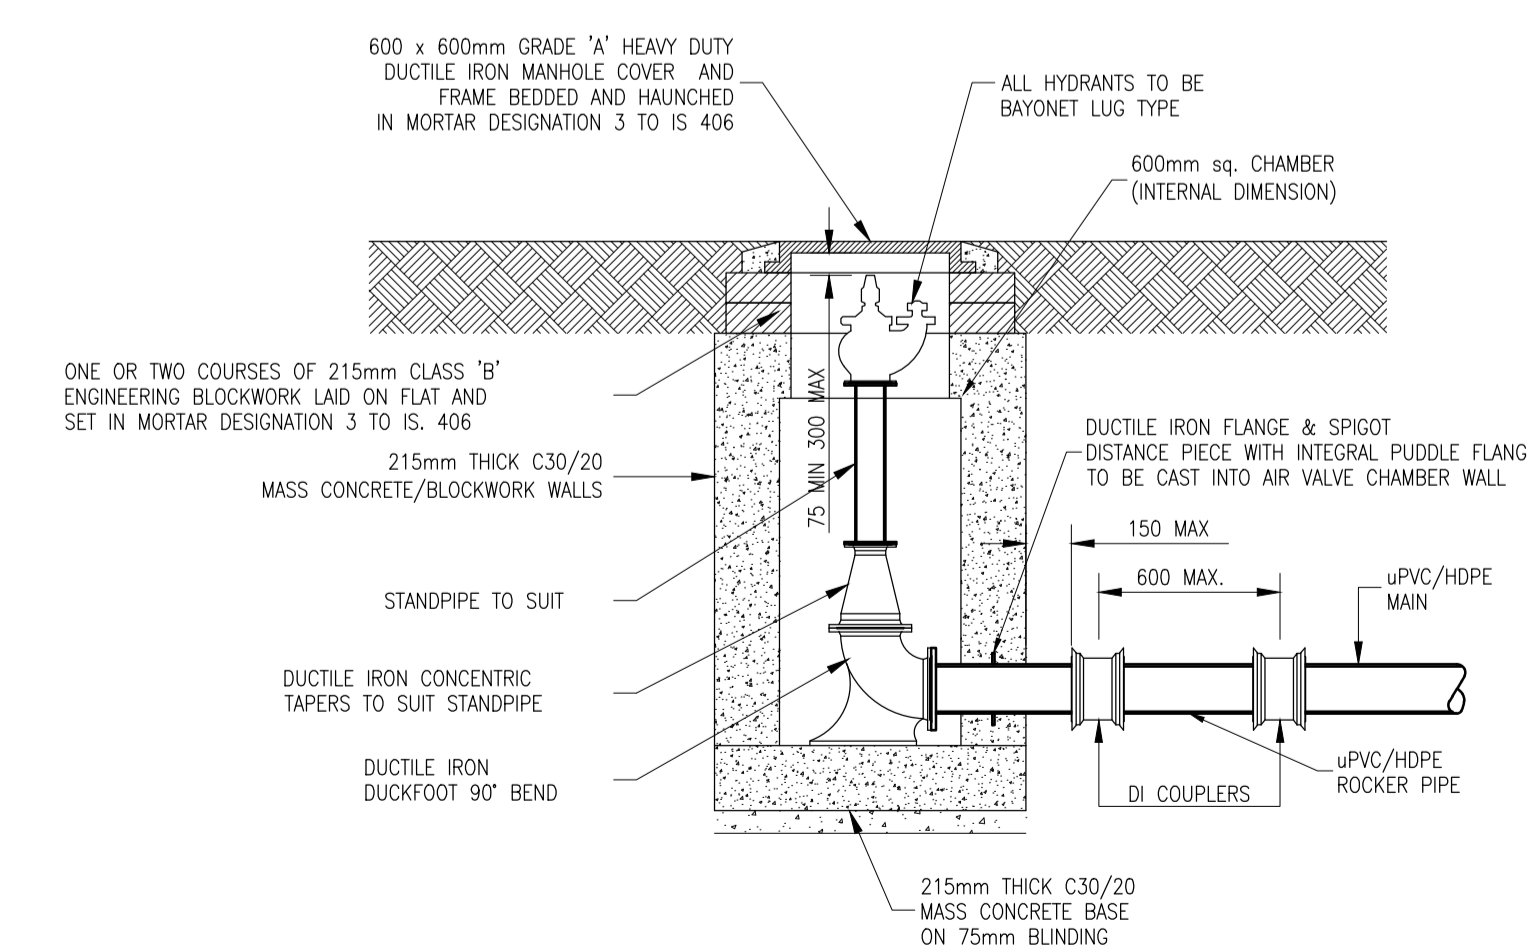 600 x 600mm GRADE 'A' HEAVY DUTY
DUCTILE IRON MANHOLE COVER AND
FRAME BEDDED AND HAUNCHED
IN MORTAR DESIGNATION 3 TO IS 406
ALL HYDRANTS TO BE
BAYONET LUG TYPE
600mm sq. CHAMBER
(INTERNAL DIMENSION)
ONE OR TWO COURSES OF 215mm CLASS 'B'
ENGINEERING BLOCKWORK LAID ON FLAT AND
SET IN MORTAR DESIGNATION 3 TO IS. 406
75 MIN 300 MAX
DUCTILE IRON FLANGE & SPIGOT
DISTANCE PIECE WITH INTEGRAL PUDDLE FLANG
TO BE CAST INTO AIR VALVE CHAMBER WALL
215mm THICK C30/20
MASS CONCRETE/BLOCKWORK WALLS
150 MAX
600 MAX.
uPVC/HDPE
MAIN
STANDPIPE TO SUIT
DUCTILE IRON CONCENTRIC
TAPERS TO SUIT STANDPIPE
DUCTILE IRON
DUCKFOOT 90° BEND
uPVC/HDPE
ROCKER PIPE
DI COUPLERS
215mm THICK C30/20
MASS CONCRETE BASE
ON 75mm BLINDING